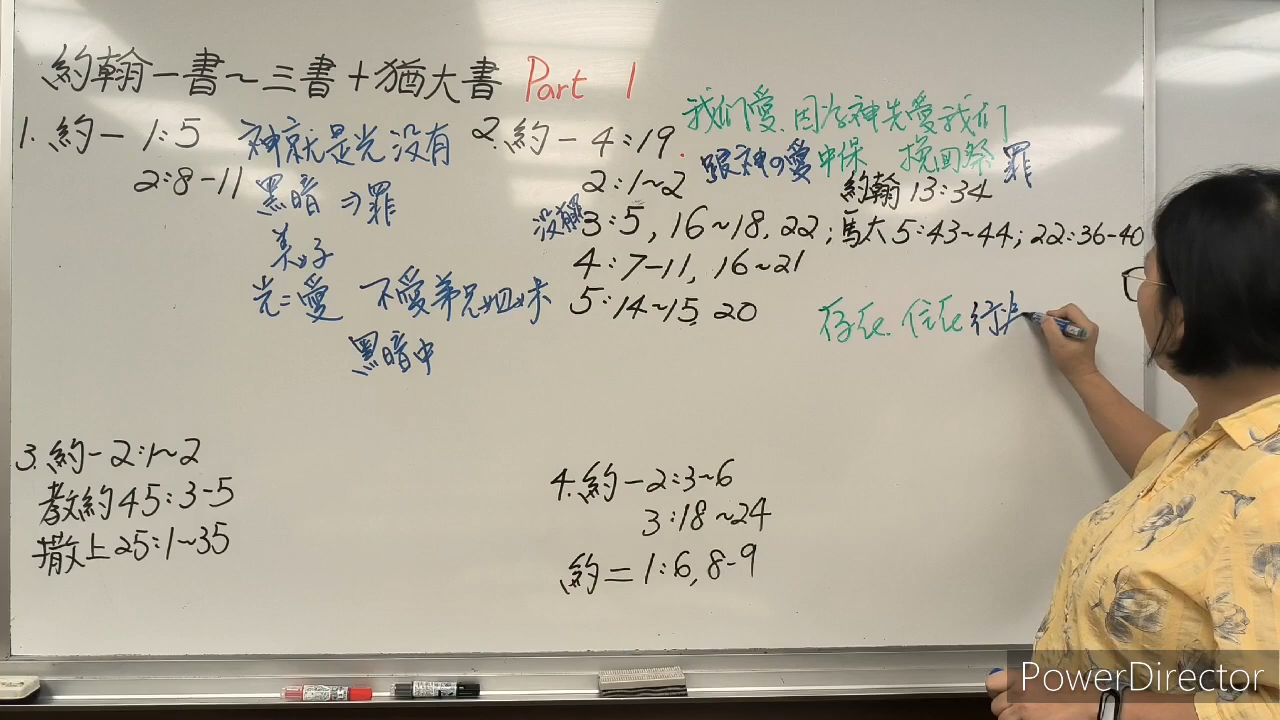 約翰一書~三書+猶大書 Part 1
1. 約一 1:5 神就是光 没有
2:8-11 黑暗 ⇒罪
光=愛 不愛弟兄姐妹
黑暗中
2. 約一 4:19. 我们愛.因为神先愛我们
2:1~2 跟神の愛 中保 挽回祭 罪
約翰 13:34
3:5, 16~18, 22; 馬太 5:43~44; 22:36-40
4:7-11, 16~21
5:14~15, 20
存在. 住在
3. 約一 2:1~2
教約 45:3-5
撒上 25:1~35
4. 約一 2:3~6
3:18~24
約二 1:6, 8-9
PowerDirector